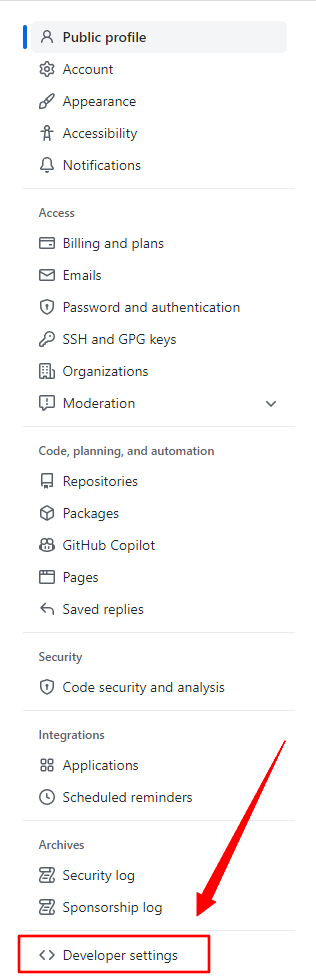 Public profile
Account
Appearance
Accessibility
Notifications
Access
Billing and plans
Emails
Password and authentication
SSH and GPG keys
Organizations
Moderation
Code, planning, and automation
Repositories
Packages
GitHub Copilot
Pages
Saved replies
Security
Code security and analysis
Integrations
Applications
Scheduled reminders
Archives
Security log
Sponsorship log
Developer settings